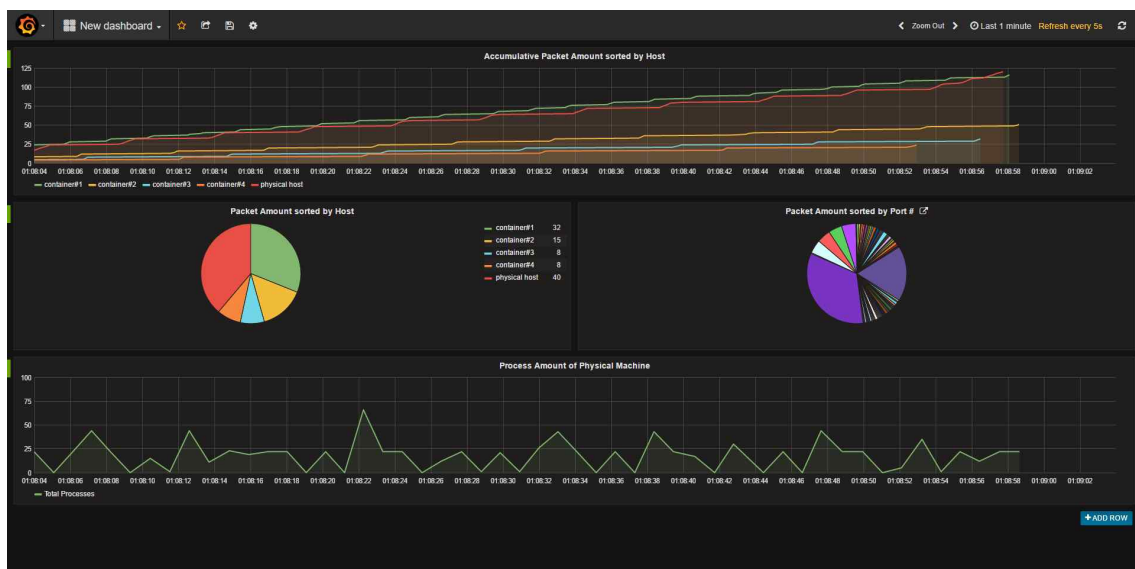 New dashboard
Zoom Out Last 1 minute Refresh every 5s
Accumulative Packet Amount sorted by Host
125
100
75
50
25
0
01:08:04 01:08:06 01:08:08 01:08:10 01:08:12 01:08:14 01:08:16 01:08:18 01:08:20 01:08:22 01:08:24 01:08:26 01:08:28 01:08:30 01:08:32 01:08:34 01:08:36 01:08:38 01:08:40 01:08:42 01:08:44 01:08:46 01:08:48 01:08:50 01:08:52 01:08:54 01:08:56 01:08:58 01:09:00 01:09:02
container#1 container#2 container#3 container#4 physical host
Packet Amount sorted by Host
container#1 32
container#2 15
container#3 8
container#4 8
physical host 40
Packet Amount sorted by Port #
Process Amount of Physical Machine
100
75
50
25
0
01:08:04 01:08:06 01:08:08 01:08:10 01:08:12 01:08:14 01:08:16 01:08:18 01:08:20 01:08:22 01:08:24 01:08:26 01:08:28 01:08:30 01:08:32 01:08:34 01:08:36 01:08:38 01:08:40 01:08:42 01:08:44 01:08:46 01:08:48 01:08:50 01:08:52 01:08:54 01:08:56 01:08:58 01:09:00 01:09:02
Total Processes
+ADD ROW